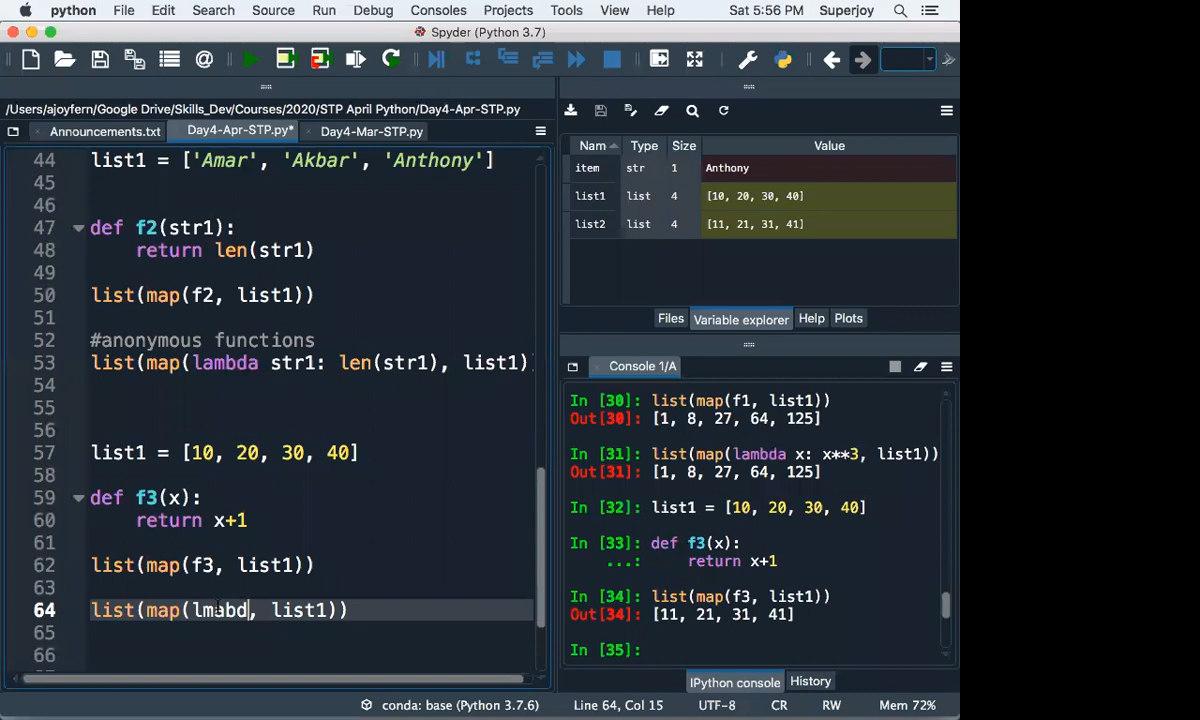 python File Edit Search Source Run Debug Consoles Projects Tools View Help Sat 5:56 PM Superjoy
Spyder (Python 3.7)
/Users/ajoyfern/Google Drive/Skills_Dev/Courses/2020/STP April Python/Day4-Apr-STP.py
Announcements.txt Day4-Apr-STP.py* Day4-Mar-STP.py
44 list1 = ['Amar', 'Akbar', 'Anthony']
45
46
47 def f2(str1):
48 return len(str1)
49
50 list(map(f2, list1))
51
52 #anonymous functions
53 list(map(lambda str1: len(str1), list1)
54
55
56
57 list1 = [10, 20, 30, 40]
58
59 def f3(x):
60 return x+1
61
62 list(map(f3, list1))
63
64 list(map(lmabd, list1))
65
66
Nam Type Size Value
item str 1 Anthony
list1 list 4 [10, 20, 30, 40]
list2 list 4 [11, 21, 31, 41]
Files Variable explorer Help Plots
Console 1/A
In [30]: list(map(f1, list1))
Out[30]: [1, 8, 27, 64, 125]
In [31]: list(map(lambda x: x**3, list1))
Out[31]: [1, 8, 27, 64, 125]
In [32]: list1 = [10, 20, 30, 40]
In [33]: def f3(x):
...: return x+1
In [34]: list(map(f3, list1))
Out[34]: [11, 21, 31, 41]
In [35]:
IPython console History
conda: base (Python 3.7.6) Line 64, Col 15 UTF-8 CR RW Mem 72%